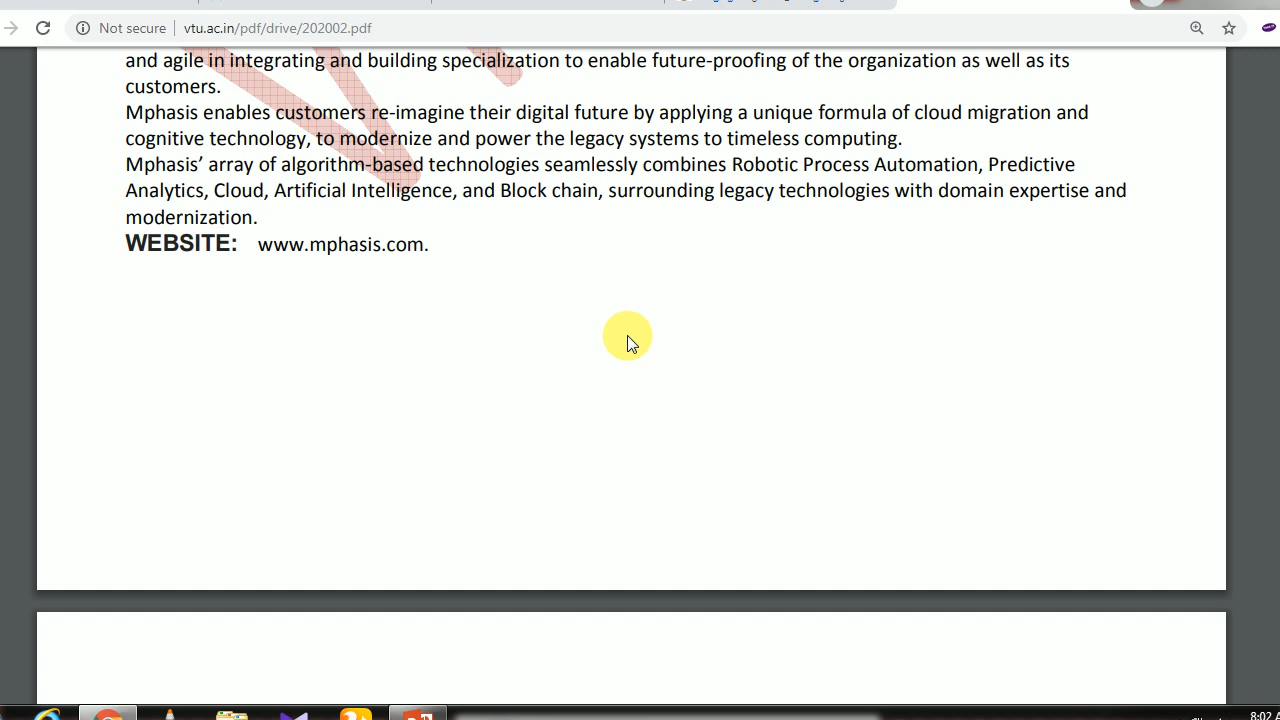 Not secure
vtu.ac.in/pdf/drive/202002.pdf
and agile in integrating and building specialization to enable future-proofing of the organization as well as its
customers.
Mphasis enables customers re-imagine their digital future by applying a unique formula of cloud migration and
cognitive technology, to modernize and power the legacy systems to timeless computing.
Mphasis’ array of algorithm-based technologies seamlessly combines Robotic Process Automation, Predictive
Analytics, Cloud, Artificial Intelligence, and Block chain, surrounding legacy technologies with domain expertise and
modernization.
WEBSITE: www.mphasis.com.
8:02 A